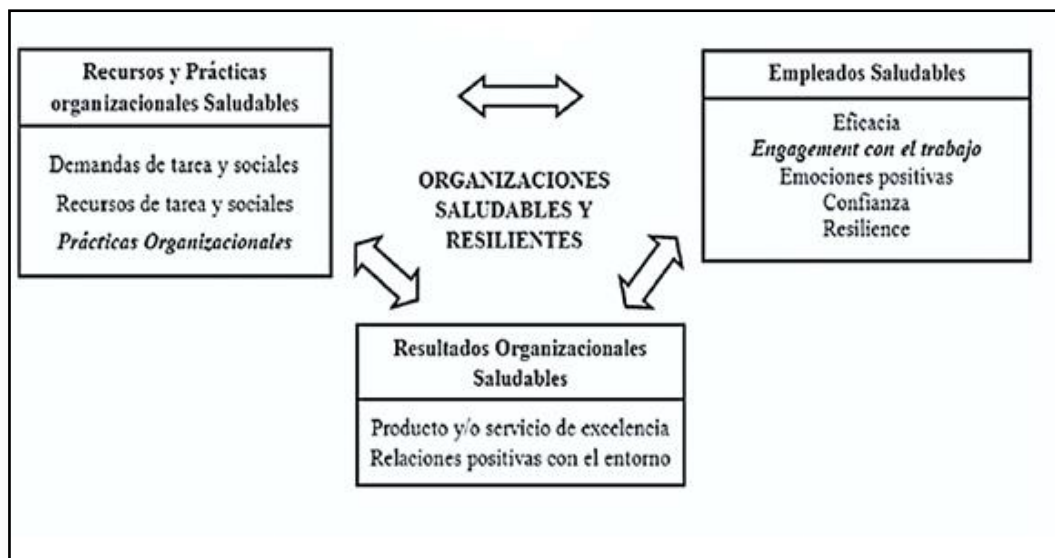 Recursos y Prácticas
organizacionales Saludables
Demandas de tarea y sociales
Recursos de tarea y sociales
Prácticas Organizacionales
ORGANIZACIONES
SALUDABLES Y
RESILIENTES
Empleados Saludables
Eficacia
Engagement con el trabajo
Emociones positivas
Confianza
Resilience
Resultados Organizacionales
Saludables
Producto y/o servicio de excelencia
Relaciones positivas con el entorno